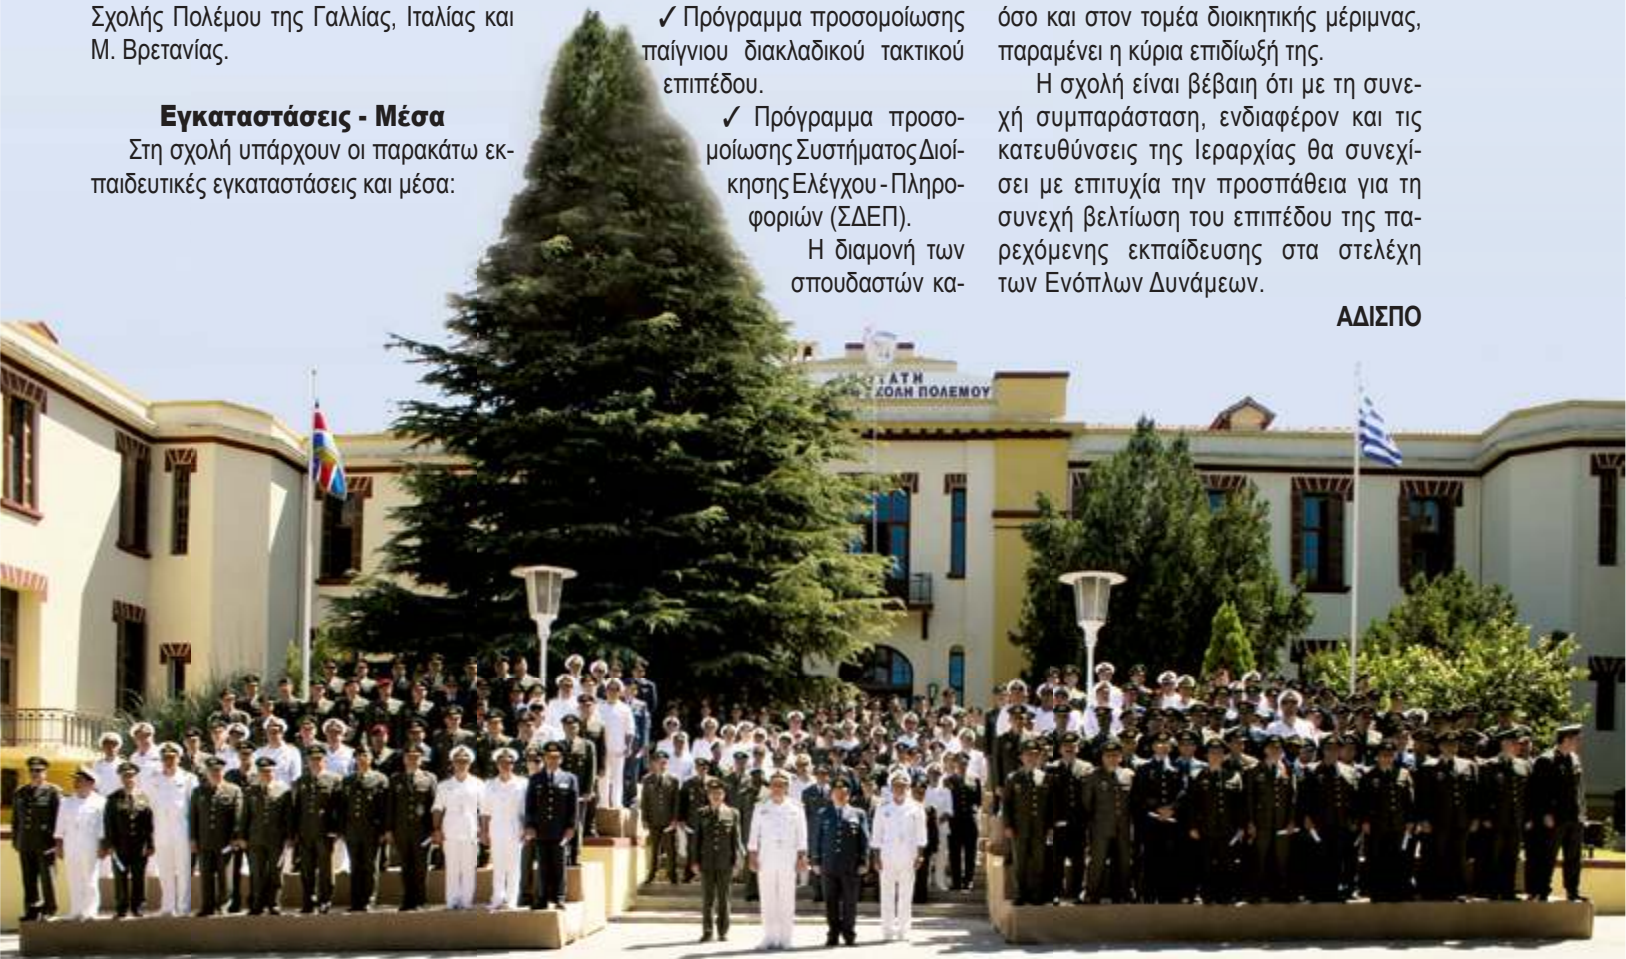 Σχολής Πολέμου της Γαλλίας, Ιταλίας και
Μ. Βρετανίας.
Εγκαταστάσεις - Μέσα
Στη σχολή υπάρχουν οι παρακάτω εκ-
παιδευτικές εγκαταστάσεις και μέσα:
✓ Πρόγραμμα προσομοίωσης
παίγνιου διακλαδικού τακτικού
επιπέδου.
✓ Πρόγραμμα προσο-
μοίωσης Συστήματος Διοί-
κησης Ελέγχου - Πληρο-
φοριών (ΣΔΕΠ).
Η διαμονή των
σπουδαστών κα-
όσο και στον τομέα διοικητικής μέριμνας,
παραμένει η κύρια επιδίωξή της.
Η σχολή είναι βέβαιη ότι με τη συνε-
χή συμπαράσταση, ενδιαφέρον και τις
κατευθύνσεις της Ιεραρχίας θα συνεχί-
σει με επιτυχία την προσπάθεια για τη
συνεχή βελτίωση του επιπέδου της πα-
ρεχόμενης εκπαίδευσης στα στελέχη
των Ενόπλων Δυνάμεων.
ΑΔΙΣΠΟ
ΠΟΛΕΜΟΥ